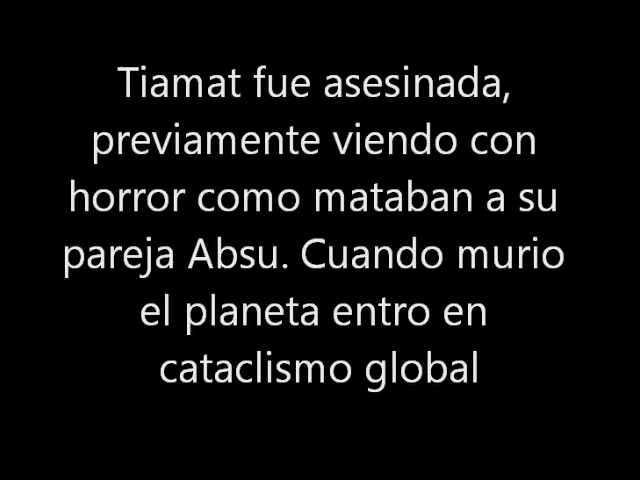 Tiamat fue asesinada,
previamente viendo con
horror como mataban a su
pareja Absu. Cuando murio
el planeta entro en
cataclismo global